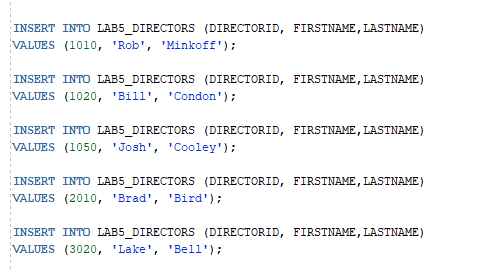 INSERT INTO LAB5_DIRECTORS (DIRECTORID, FIRSTNAME,LASTNAME)
VALUES (1010, 'Rob', 'Minkoff');
INSERT INTO LAB5_DIRECTORS (DIRECTORID, FIRSTNAME,LASTNAME)
VALUES (1020, 'Bill', 'Condon');
INSERT INTO LAB5_DIRECTORS (DIRECTORID, FIRSTNAME,LASTNAME)
VALUES (1050, 'Josh', 'Cooley');
INSERT INTO LAB5_DIRECTORS (DIRECTORID, FIRSTNAME,LASTNAME)
VALUES (2010, 'Brad', 'Bird');
INSERT INTO LAB5_DIRECTORS (DIRECTORID, FIRSTNAME,LASTNAME)
VALUES (3020, 'Lake', 'Bell');